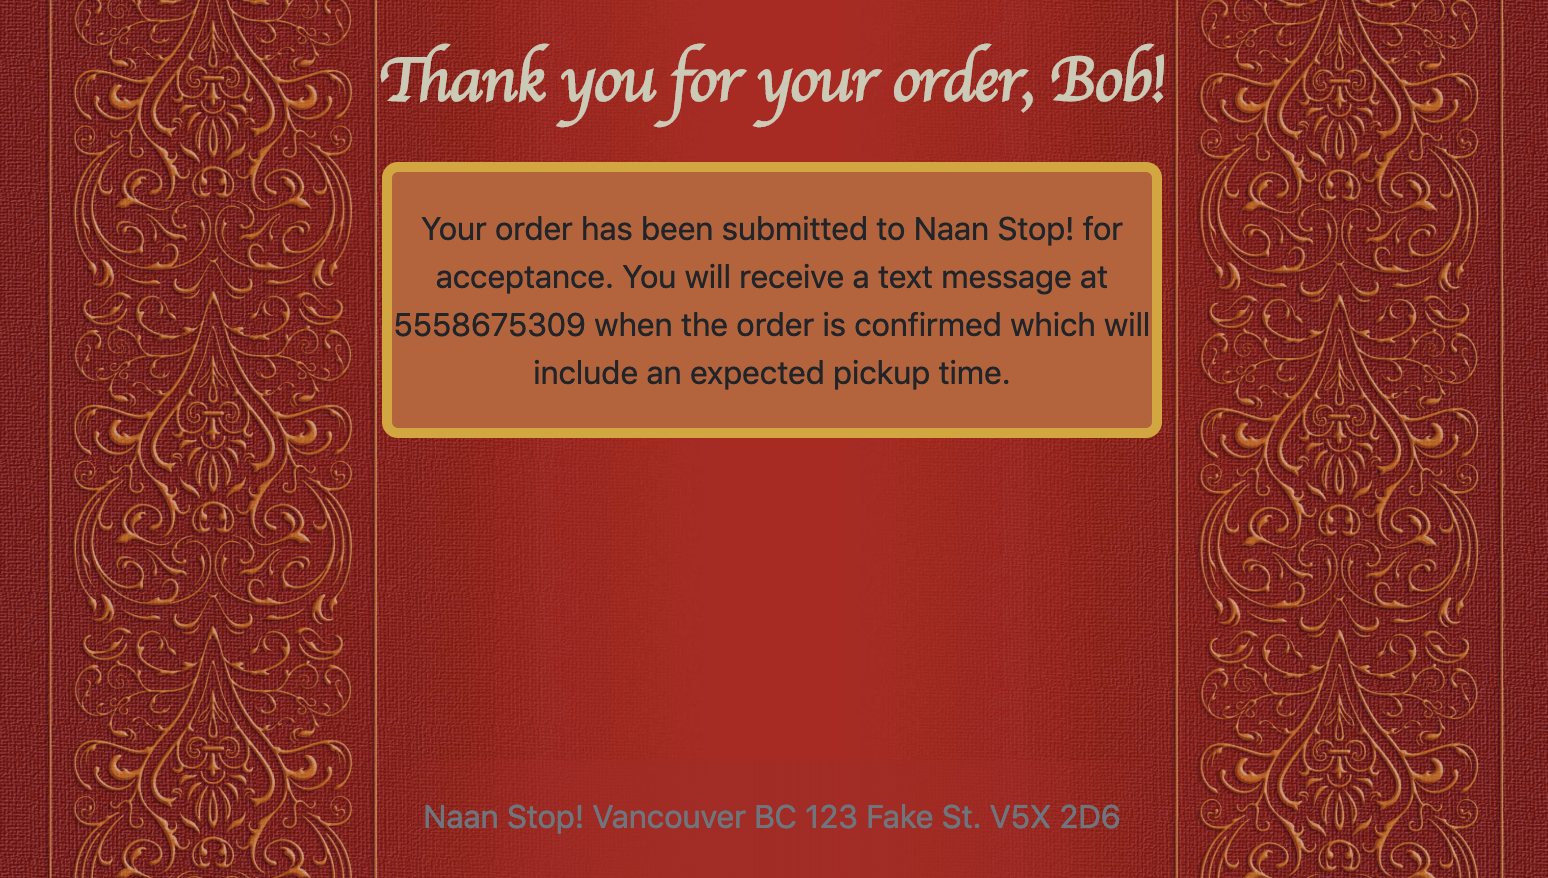 Thank you for your order, Bob!
Your order has been submitted to Naan Stop! for
acceptance. You will receive a text message at
5558675309 when the order is confirmed which will
include an expected pickup time.
Naan Stop! Vancouver BC 123 Fake St. V5X 2D6